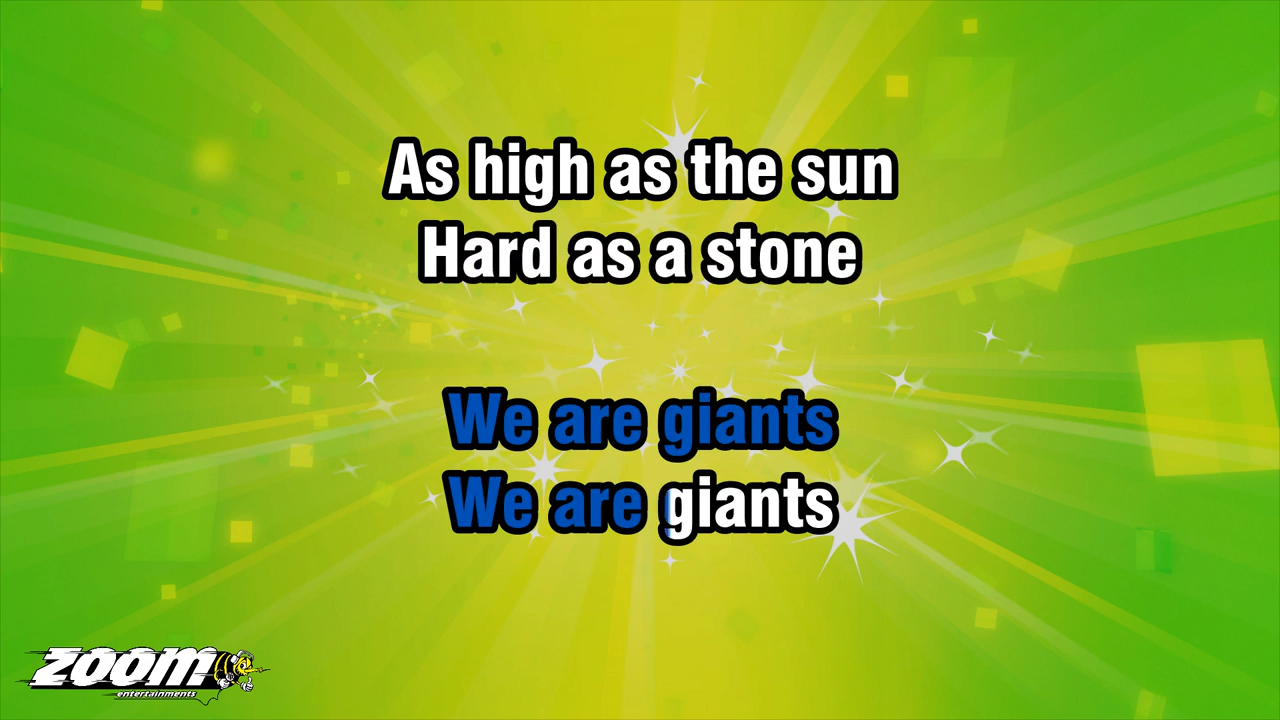 As high as the sun
Hard as a stone
We are giants
We are giants
zoom
entertainments